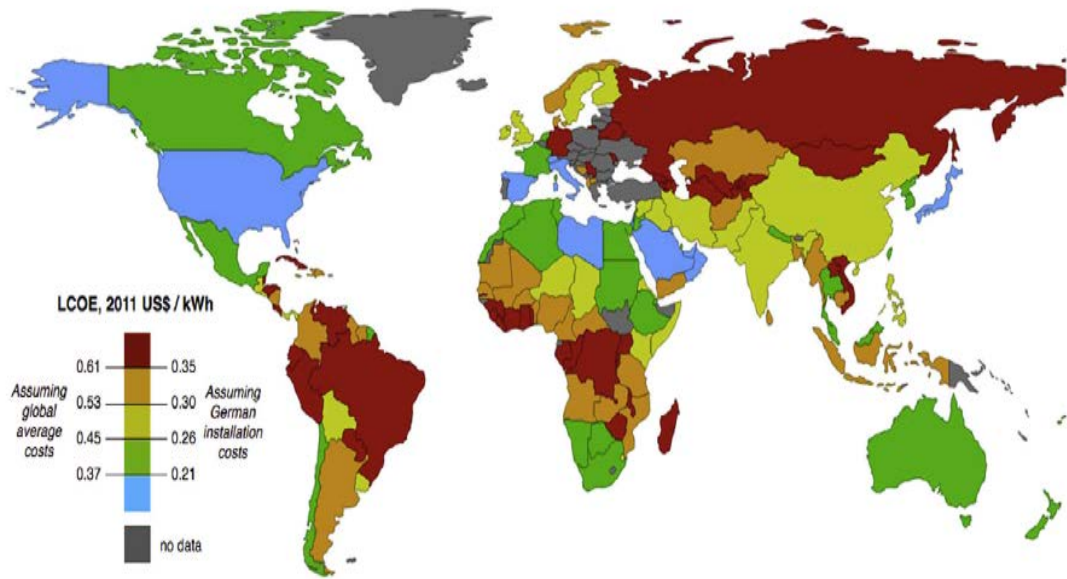 LCOE, 2011 US$ / kWh
0.61 0.35
Assuming global average costs
0.53 0.30
Assuming German installation costs
0.45 0.26
0.37 0.21
no data